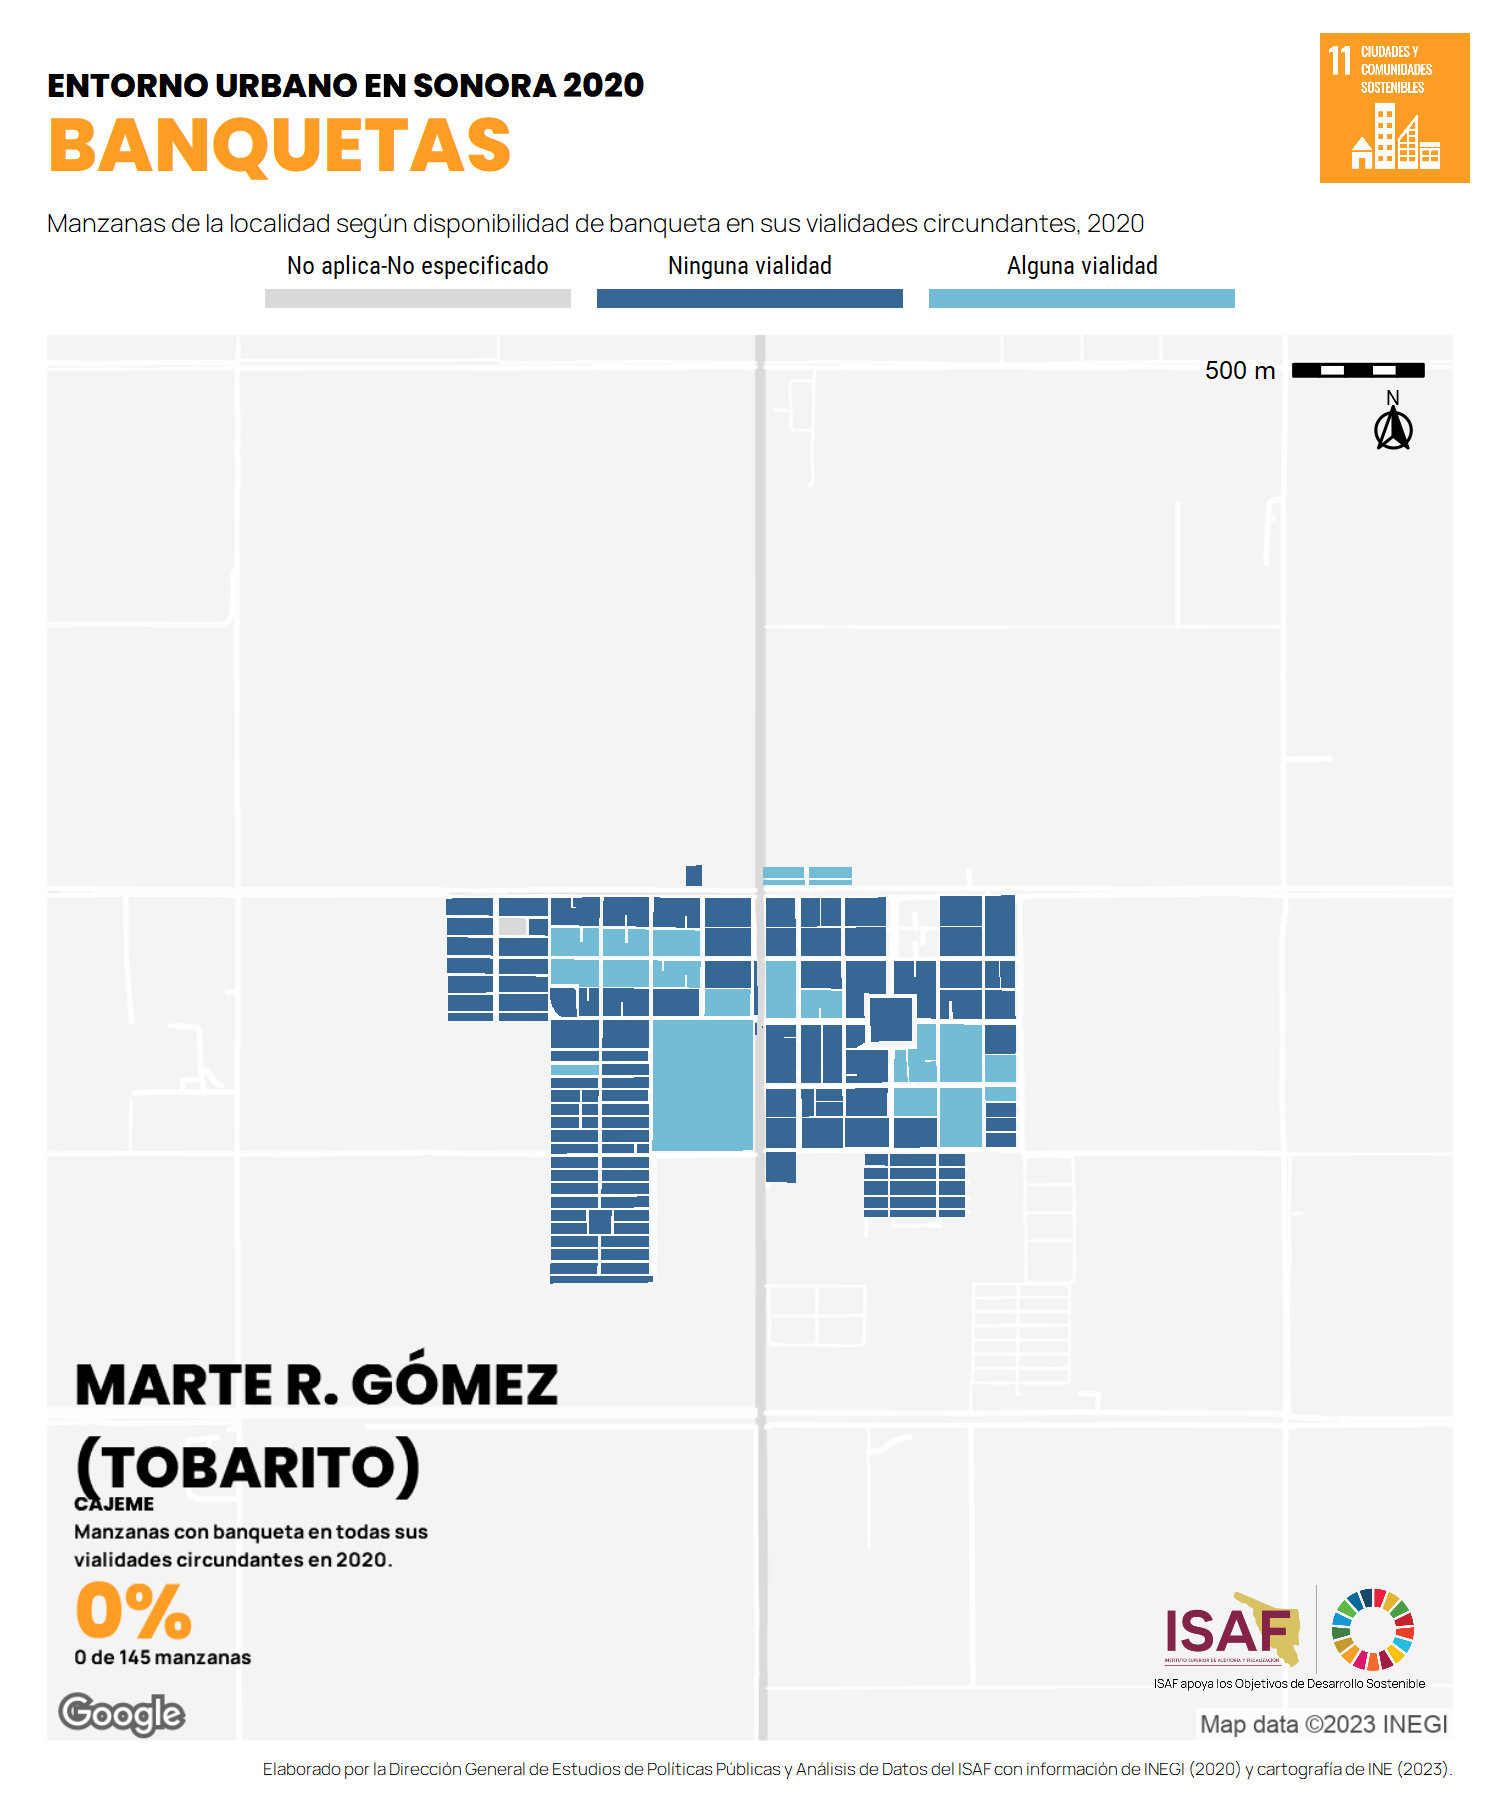 11 CIUDADES Y
COMUNIDADES
SOSTENIBLES
ENTORNO URBANO EN SONORA 2020
BANQUETAS
Manzanas de la localidad según disponibilidad de banqueta en sus vialidades circundantes, 2020
No aplica-No especificado Ninguna vialidad Alguna vialidad
500 m
N
MARTE R. GÓMEZ
(TOBARITO)
CAJEME
Manzanas con banqueta en todas sus
vialidades circundantes en 2020.
0%
0 de 145 manzanas
ISAF
INSTITUTO SUPERIOR DE AUDITORÍA Y FISCALIZACIÓN
ISAF apoya los Objetivos de Desarrollo Sostenible
Google
Map data ©2023 INEGI
Elaborado por la Dirección General de Estudios de Políticas Públicas y Análisis de Datos del ISAF con información de INEGI (2020) y cartografía de INE (2023).